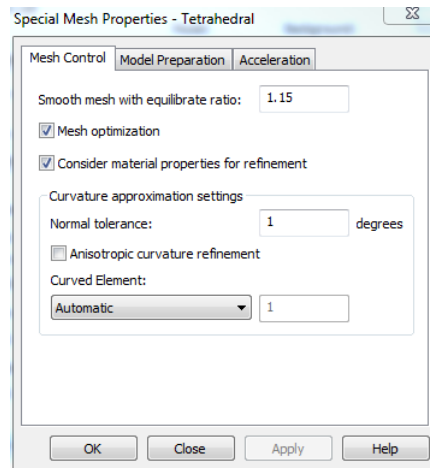 Special Mesh Properties - Tetrahedral
Mesh Control Model Preparation Acceleration
Smooth mesh with equilibrate ratio: 1.15
Mesh optimization
Consider material properties for refinement
Curvature approximation settings
Normal tolerance: 1 degrees
Anisotropic curvature refinement
Curved Element:
Automatic 1
OK Close Apply Help